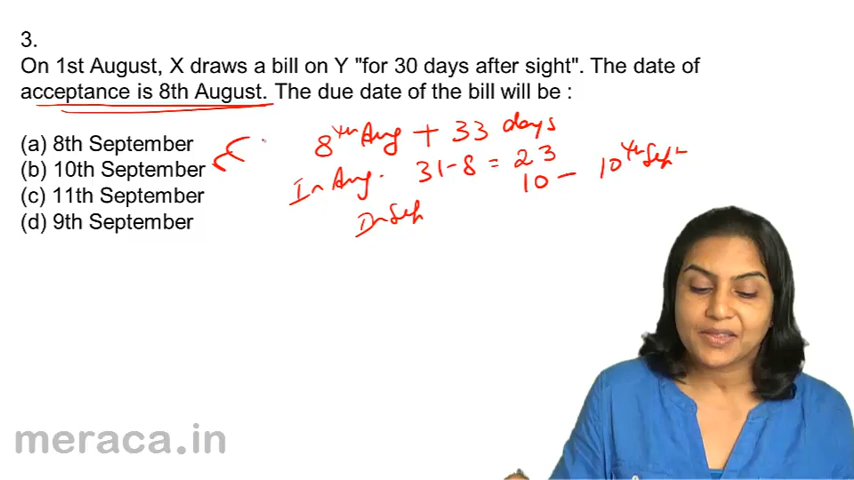 3.
On 1st August, X draws a bill on Y "for 30 days after sight". The date of
acceptance is 8th August. The due date of the bill will be :
(a) 8th September
(b) 10th September
(c) 11th September
(d) 9th September
8th Aug + 33 days
In Aug. 31-8 = 23
In Sep 10 - 10th Sept
meraca.in